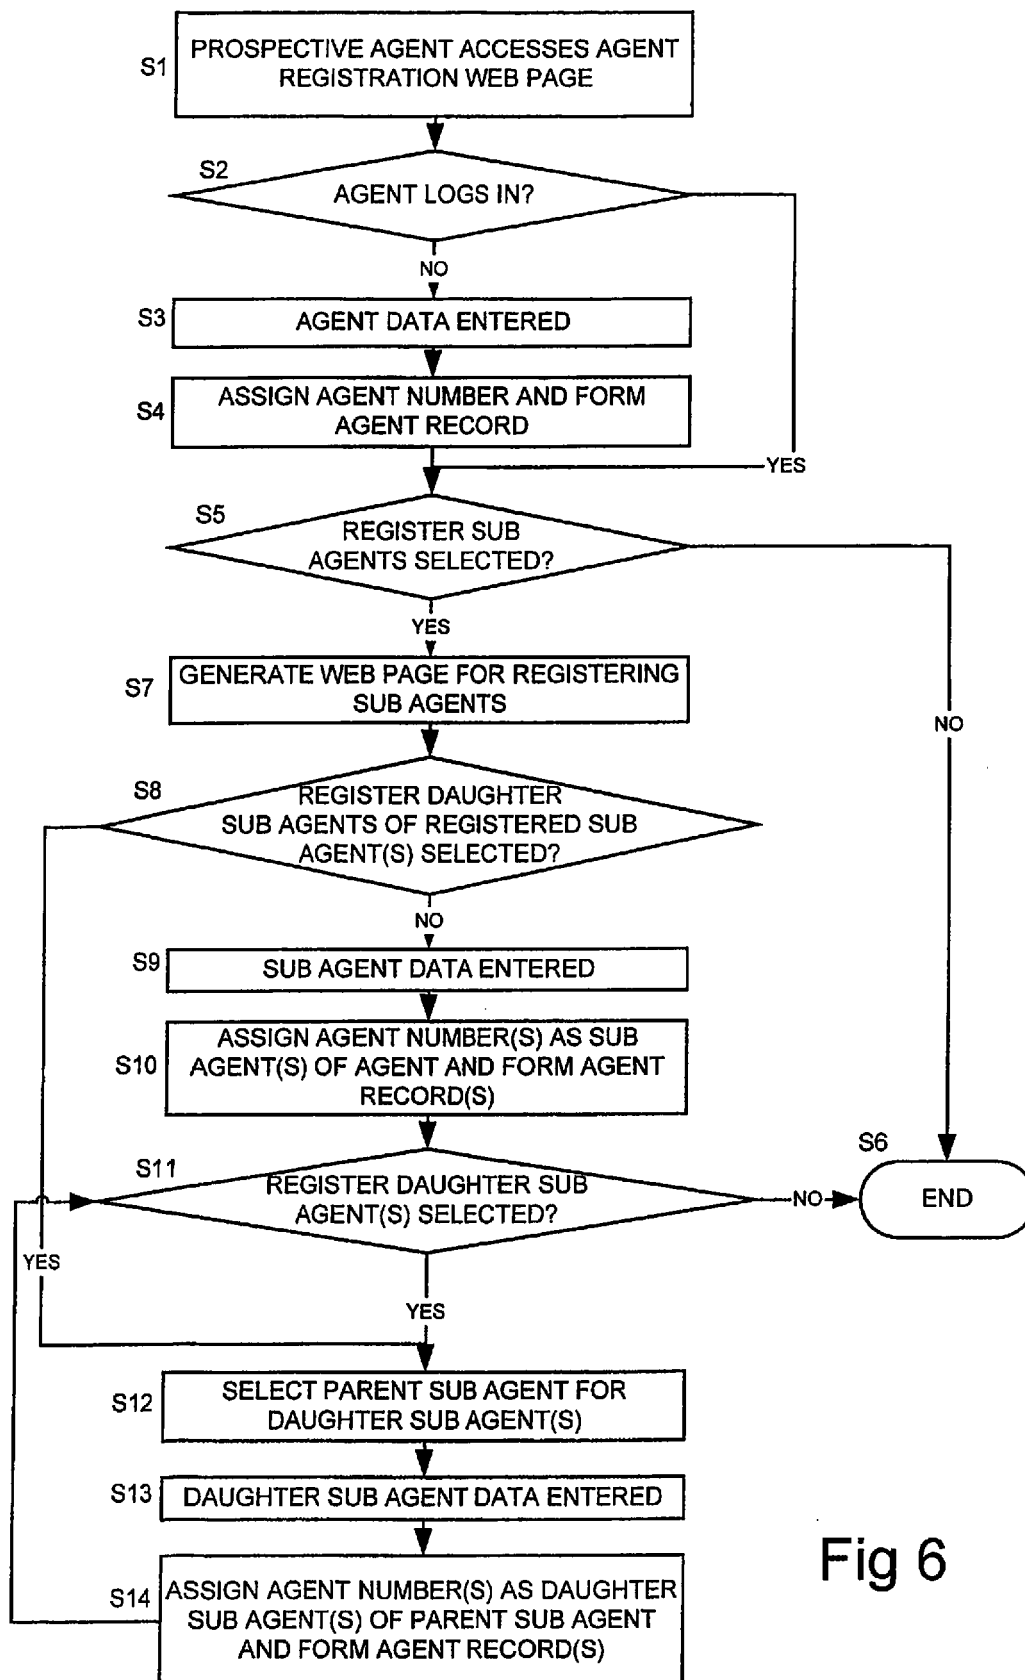 S1
PROSPECTIVE AGENT ACCESSES AGENT
REGISTRATION WEB PAGE
S2
AGENT LOGS IN?
NO
S3
AGENT DATA ENTERED
S4
ASSIGN AGENT NUMBER AND FORM
AGENT RECORD
YES
S5
REGISTER SUB
AGENTS SELECTED?
YES
S7
GENERATE WEB PAGE FOR REGISTERING
SUB AGENTS
NO
S8
REGISTER DAUGHTER
SUB AGENTS OF REGISTERED SUB
AGENT(S) SELECTED?
NO
S9
SUB AGENT DATA ENTERED
S10
ASSIGN AGENT NUMBER(S) AS SUB
AGENT(S) OF AGENT AND FORM AGENT
RECORD(S)
S11
REGISTER DAUGHTER SUB
AGENT(S) SELECTED?
NO
S6
END
YES
YES
S12
SELECT PARENT SUB AGENT FOR
DAUGHTER SUB AGENT(S)
S13
DAUGHTER SUB AGENT DATA ENTERED
S14
ASSIGN AGENT NUMBER(S) AS DAUGHTER
SUB AGENT(S) OF PARENT SUB AGENT
AND FORM AGENT RECORD(S)
Fig 6